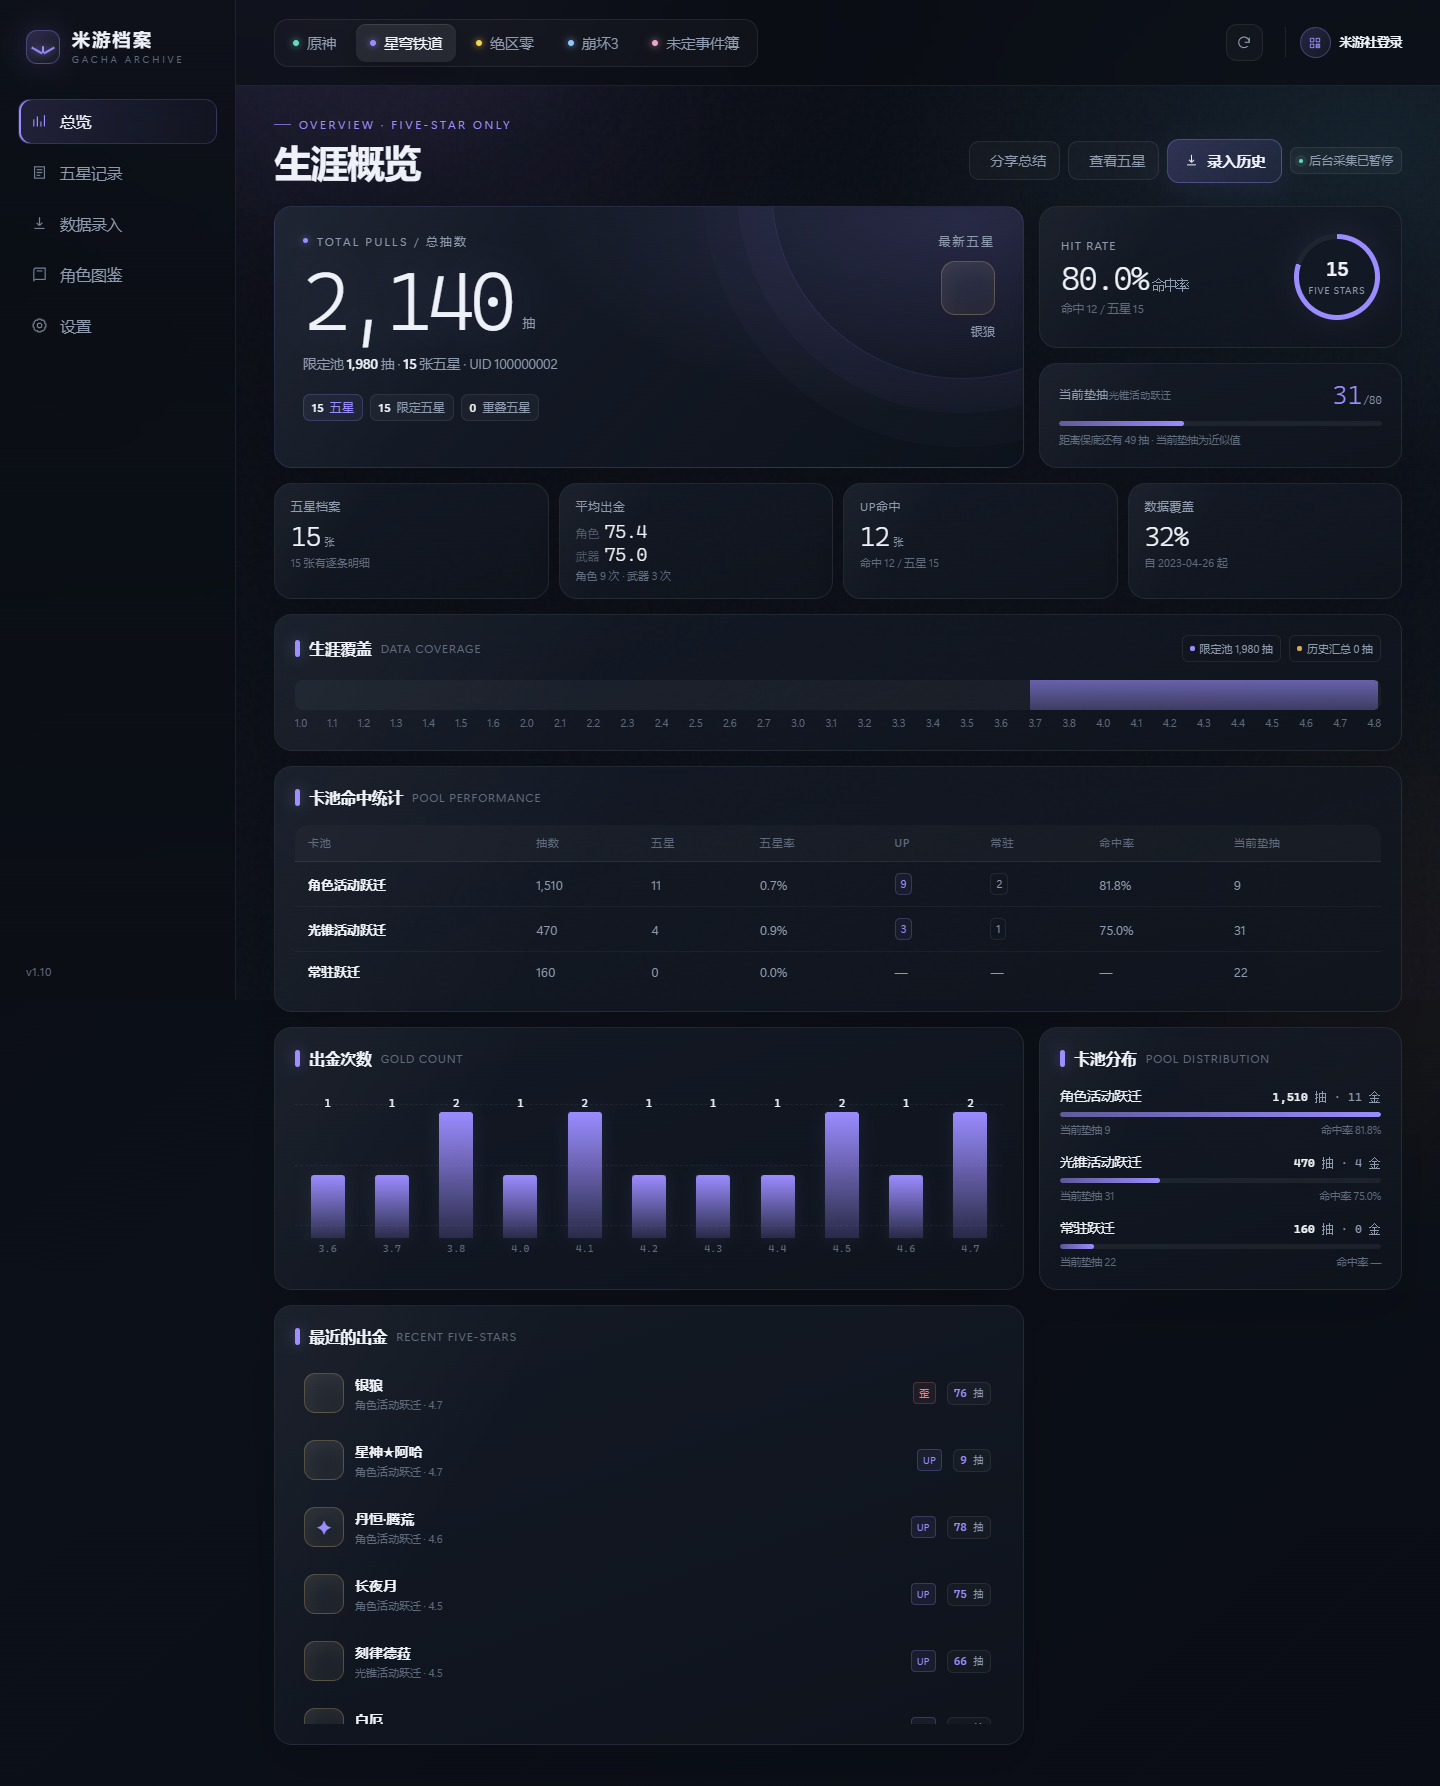 米游档案
GACHA ARCHIVE
总览
五星记录
数据录入
角色图鉴
设置
v1.10
原神
星穹铁道
绝区零
崩坏3
未定事件簿
米游社登录
OVERVIEW · FIVE-STAR ONLY
生涯概览
分享总结
查看五星
录入历史
后台采集已暂停
TOTAL PULLS / 总抽数
2,140 抽
限定池 1,980 抽 · 15 张五星 · UID 100000002
15 五星
15 限定五星
0 重叠五星
最新五星
银狼
HIT RATE
80.0% 命中率
命中 12 / 五星 15
15
FIVE STARS
当前垫抽 光锥活动跃迁
31/80
距离保底还有 49 抽 · 当前垫抽为近似值
五星档案
15 张
15 张有逐条明细
平均出金
角色 75.4
武器 75.0
角色 9 次 · 武器 3 次
UP命中
12 张
命中 12 / 五星 15
数据覆盖
32%
自 2023-04-26 起
生涯覆盖 DATA COVERAGE
限定池 1,980 抽
历史汇总 0 抽
1.0 1.1 1.2 1.3 1.4 1.5 1.6 2.0 2.1 2.2 2.3 2.4 2.5 2.6 2.7 3.0 3.1 3.2 3.3 3.4 3.5 3.6 3.7 3.8 4.0 4.1 4.2 4.3 4.4 4.5 4.6 4.7 4.8
卡池命中统计 POOL PERFORMANCE
卡池 抽数 五星 五星率 UP 常驻 命中率 当前垫抽
角色活动跃迁 1,510 11 0.7% 9 2 81.8% 9
光锥活动跃迁 470 4 0.9% 3 1 75.0% 31
常驻跃迁 160 0 0.0% — — — 22
出金次数 GOLD COUNT
1 1 2 1 2 1 1 1 2 1 2
3.6 3.7 3.8 4.0 4.1 4.2 4.3 4.4 4.5 4.6 4.7
卡池分布 POOL DISTRIBUTION
角色活动跃迁 1,510 抽 · 11 金
当前垫抽 9 命中率 81.8%
光锥活动跃迁 470 抽 · 4 金
当前垫抽 31 命中率 75.0%
常驻跃迁 160 抽 · 0 金
当前垫抽 22 命中率 —
最近的出金 RECENT FIVE-STARS
银狼
角色活动跃迁 · 4.7
歪 76 抽
星神★阿哈
角色活动跃迁 · 4.7
UP 9 抽
丹恒·腾荒
角色活动跃迁 · 4.6
UP 78 抽
长夜月
角色活动跃迁 · 4.5
UP 75 抽
刻律德菈
光锥活动跃迁 · 4.5
UP 66 抽
白厄